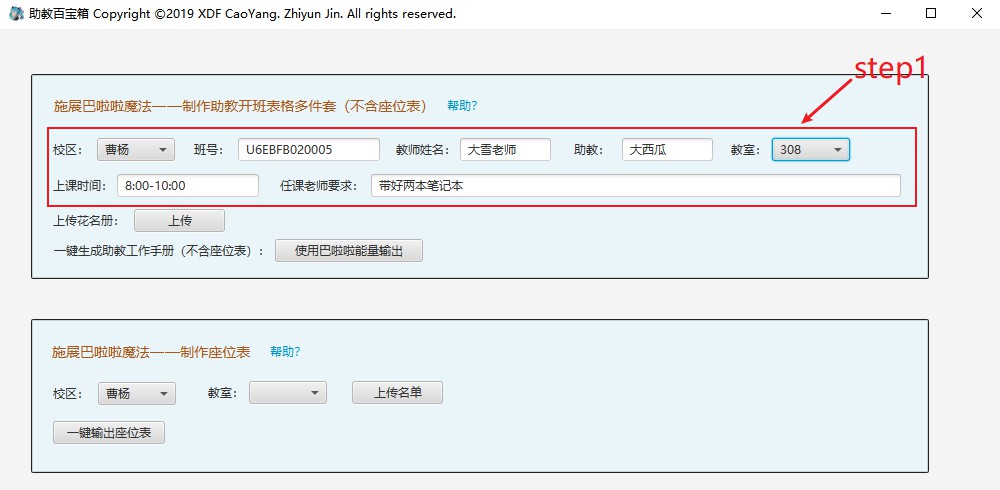 助教百宝箱 Copyright ©2019 XDF CaoYang. Zhiyun Jin. All rights reserved.
step1
施展巴啦啦魔法——制作助教开班表格多件套（不含座位表） 帮助?
校区： 曹杨 班号： U6EBFB020005 教师姓名： 大雪老师 助教： 大西瓜 教室： 308
上课时间： 8:00-10:00 任课老师要求： 带好两本笔记本
上传花名册： 上传
一键生成助教工作手册（不含座位表）： 使用巴啦啦能量输出
施展巴啦啦魔法——制作座位表 帮助?
校区： 曹杨 教室： 上传名单
一键输出座位表